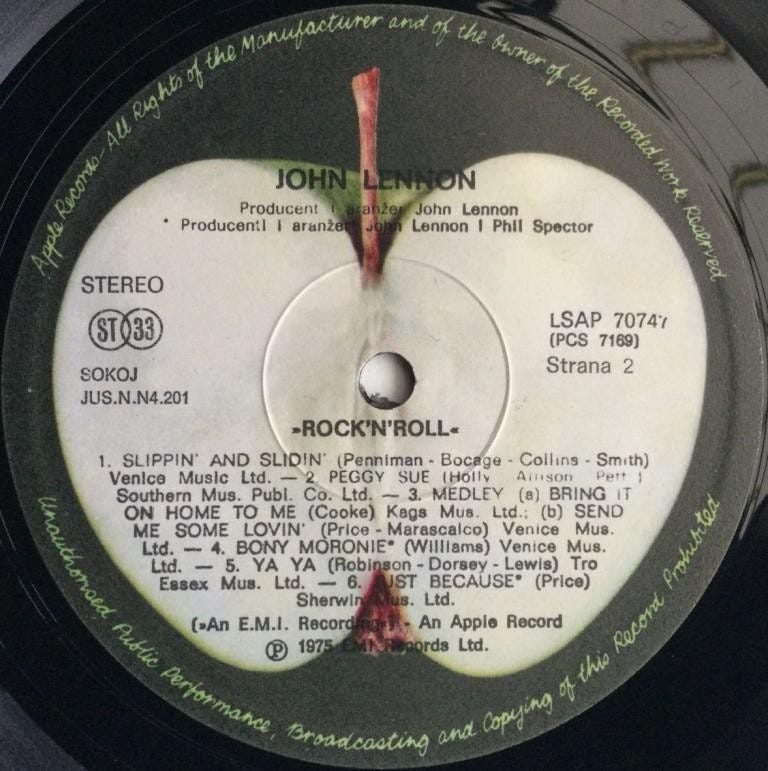 Apple Records - All Rights of the Manufacturer and of the Owner of the Recorded Work Reserved
JOHN LENNON
Producent i aranžer John Lennon
* Producenti i aranžeri John Lennon i Phil Spector
STEREO
ST 33
SOKOJ
JUS.N.N4.201
LSAP 70747
(PCS 7169)
Strana 2
»ROCK'N'ROLL«
1. SLIPPIN' AND SLIDIN' (Penniman - Bocage - Collins - Smith)
Venice Music Ltd. — 2. PEGGY SUE (Holly Allison Pett )
Southern Mus. Publ. Co. Ltd. — 3. MEDLEY (a) BRING IT
ON HOME TO ME (Cooke) Kags Mus. Ltd.; (b) SEND
ME SOME LOVIN' (Price - Marascalco) Venice Mus.
Ltd. — 4. BONY MORONIE* (Williams) Venice Mus.
Ltd. — 5. YA YA (Robinson - Dorsey - Lewis) Tro
Essex Mus. Ltd. — 6. JUST BECAUSE* (Price)
Sherwin Mus. Ltd.
(»An E.M.I. Recording«) - An Apple Record
℗ 1975 EMI Records Ltd.
Unauthorised Public Performance, Broadcasting and Copying of this Record Prohibited